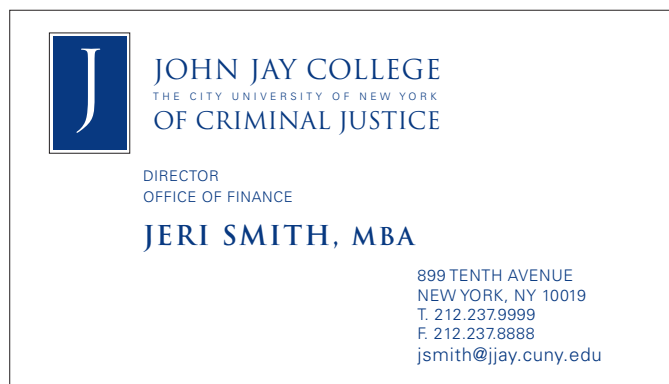 J
JOHN JAY COLLEGE
THE CITY UNIVERSITY OF NEW YORK
OF CRIMINAL JUSTICE
DIRECTOR
OFFICE OF FINANCE
JERI SMITH, MBA
899 TENTH AVENUE
NEW YORK, NY 10019
T. 212.237.9999
F. 212.237.8888
jsmith@jjay.cuny.edu